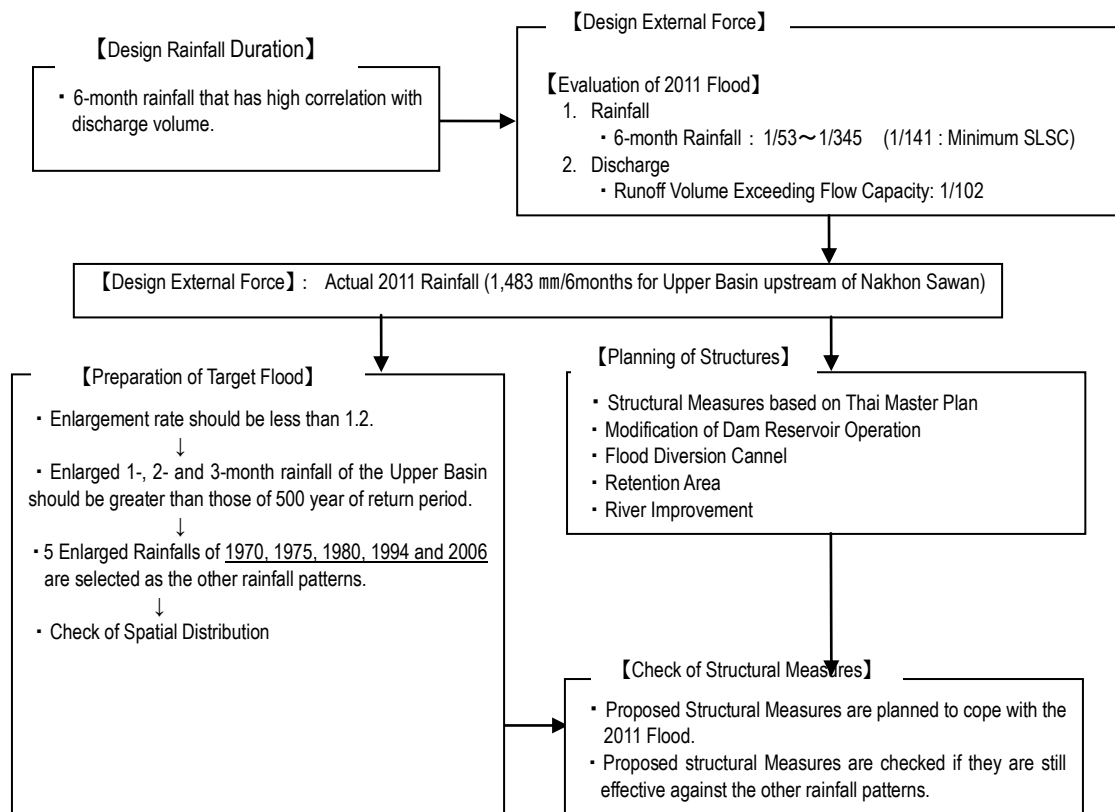 【Design Rainfall Duration】
・6-month rainfall that has high correlation with
discharge volume.
【Design External Force】
【Evaluation of 2011 Flood】
1. Rainfall
・6-month Rainfall : 1/53～1/345 (1/141 : Minimum SLSC)
2. Discharge
・Runoff Volume Exceeding Flow Capacity: 1/102
【Design External Force】: Actual 2011 Rainfall (1,483 ㎜/6months for Upper Basin upstream of Nakhon Sawan)
【Preparation of Target Flood】
・Enlargement rate should be less than 1.2.
↓
・Enlarged 1-, 2- and 3-month rainfall of the Upper Basin
should be greater than those of 500 year of return period.
↓
・5 Enlarged Rainfalls of 1970, 1975, 1980, 1994 and 2006
are selected as the other rainfall patterns.
↓
・Check of Spatial Distribution
【Planning of Structures】
・Structural Measures based on Thai Master Plan
・Modification of Dam Reservoir Operation
・Flood Diversion Cannel
・Retention Area
・River Improvement
【Check of Structural Measures】
・Proposed Structural Measures are planned to cope with the
2011 Flood.
・Proposed structural Measures are checked if they are still
effective against the other rainfall patterns.